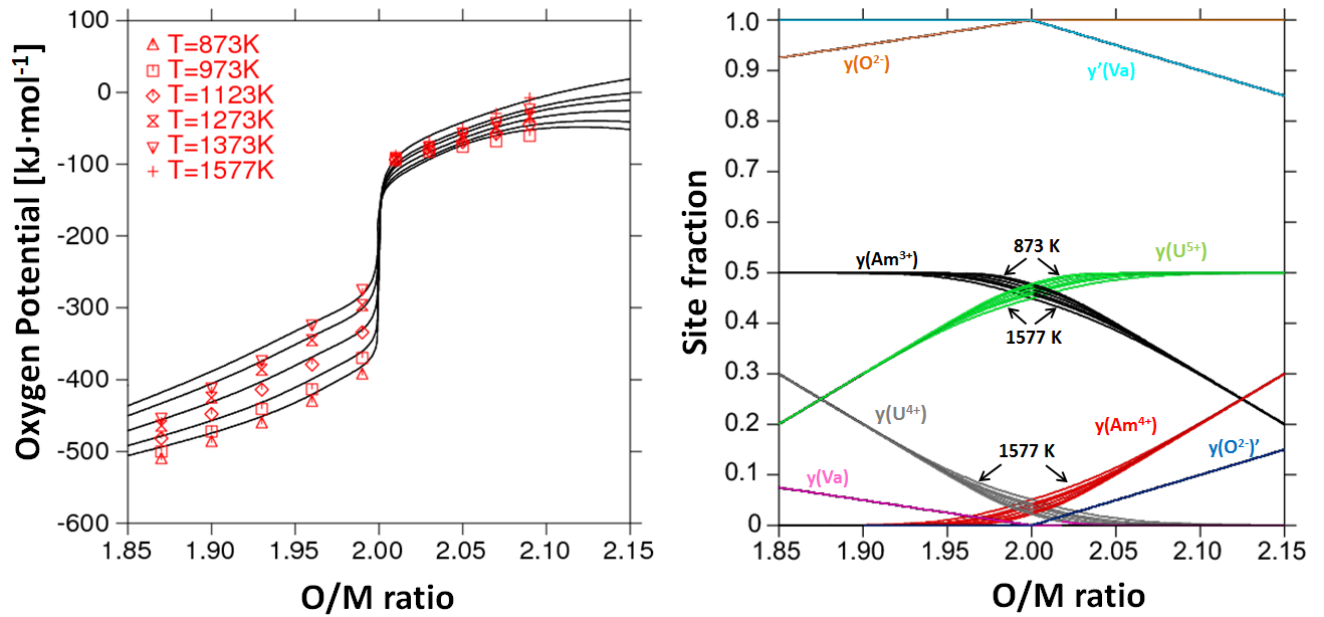 100
0
-100
-200
-300
-400
-500
-600
Oxygen Potential [kJ·mol⁻¹]
T=873K
T=973K
T=1123K
T=1273K
T=1373K
T=1577K
1.85 1.90 1.95 2.00 2.05 2.10 2.15
O/M ratio
1.0
0.9
0.8
0.7
0.6
0.5
0.4
0.3
0.2
0.1
0
Site fraction
y(O²⁻)
y'(Va)
y(Am³⁺)
873 K
y(U⁵⁺)
1577 K
y(U⁴⁺)
y(Am⁴⁺)
1577 K
y(O²⁻)'
y(Va)
1.85 1.90 1.95 2.00 2.05 2.10 2.15
O/M ratio